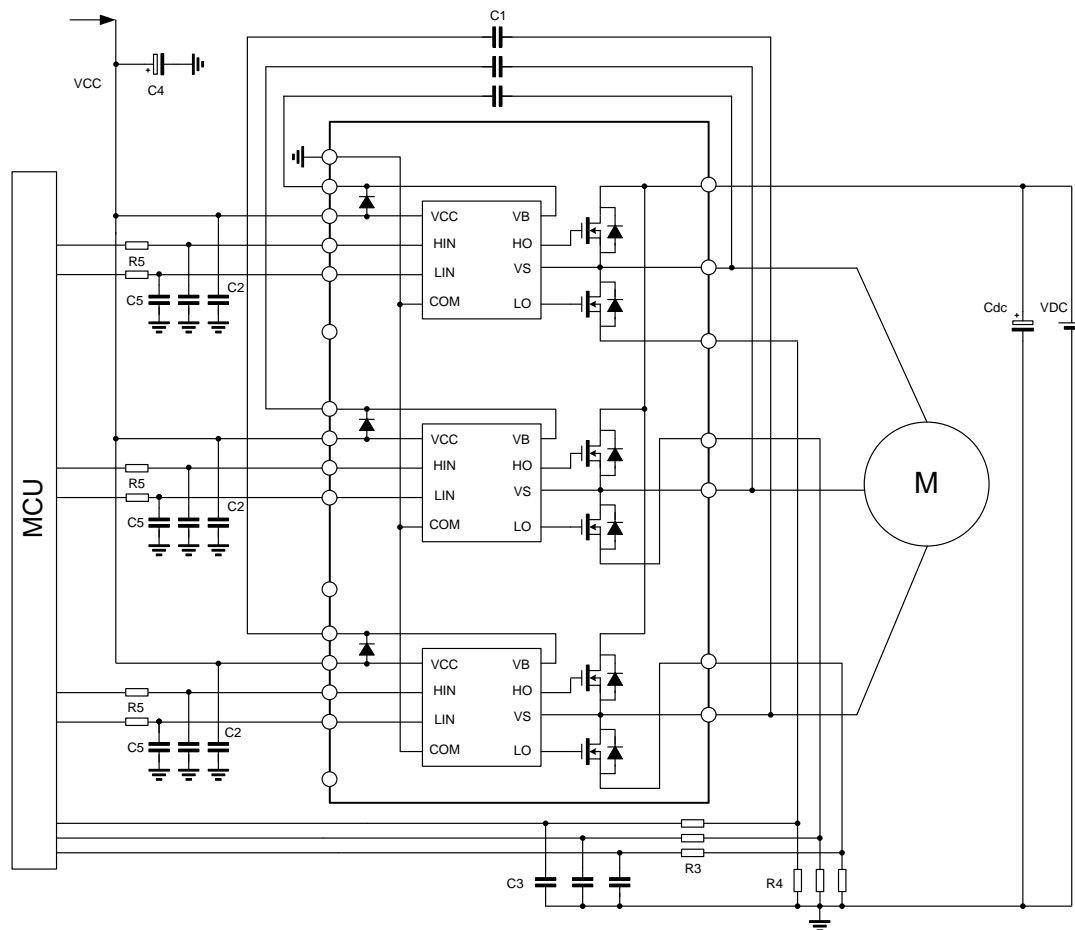 C1
VCC
C4
VCC VB
HIN HO
LIN VS
COM LO
R5
C5
C2
Cdc +
VDC
+
MCU
VCC VB
HIN HO
LIN VS
COM LO
R5
C5
C2
M
VCC VB
HIN HO
LIN VS
COM LO
R5
C5
C2
R3
C3
R4